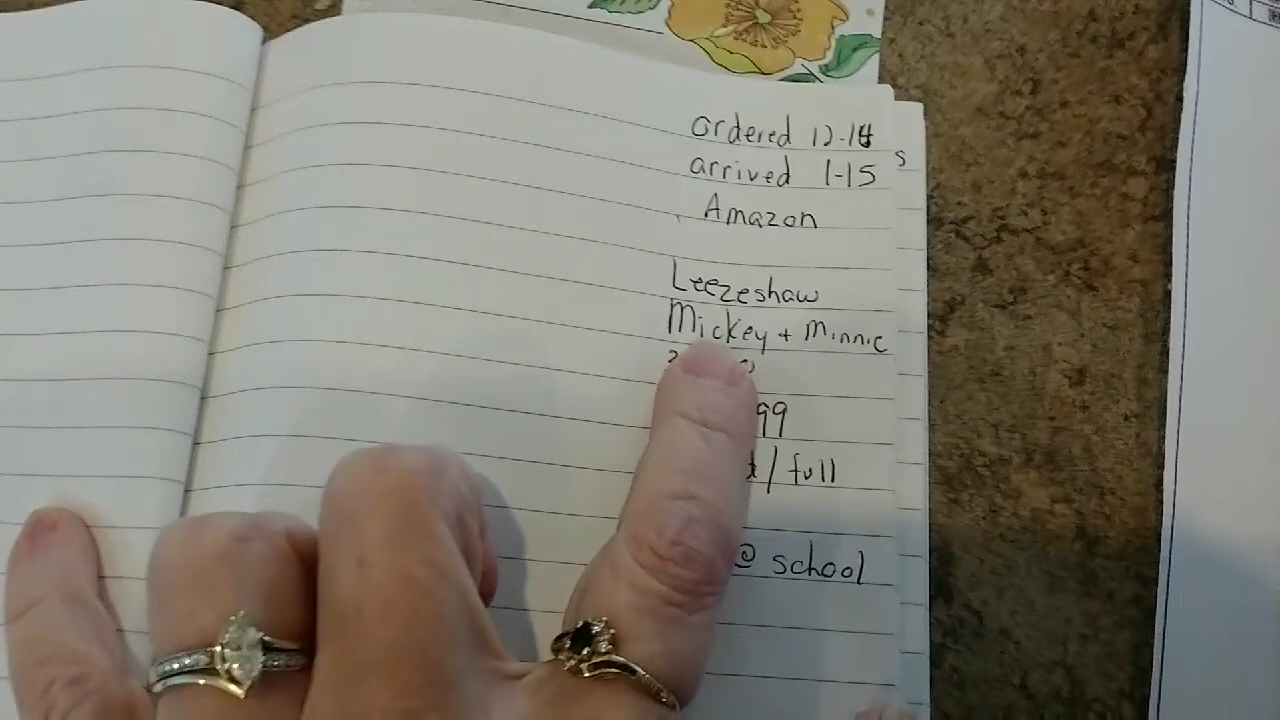 ordered 12-14
arrived 1-15
s
Amazon
Leezeshaw
Mickey + Minnie
99
/ full
@ school